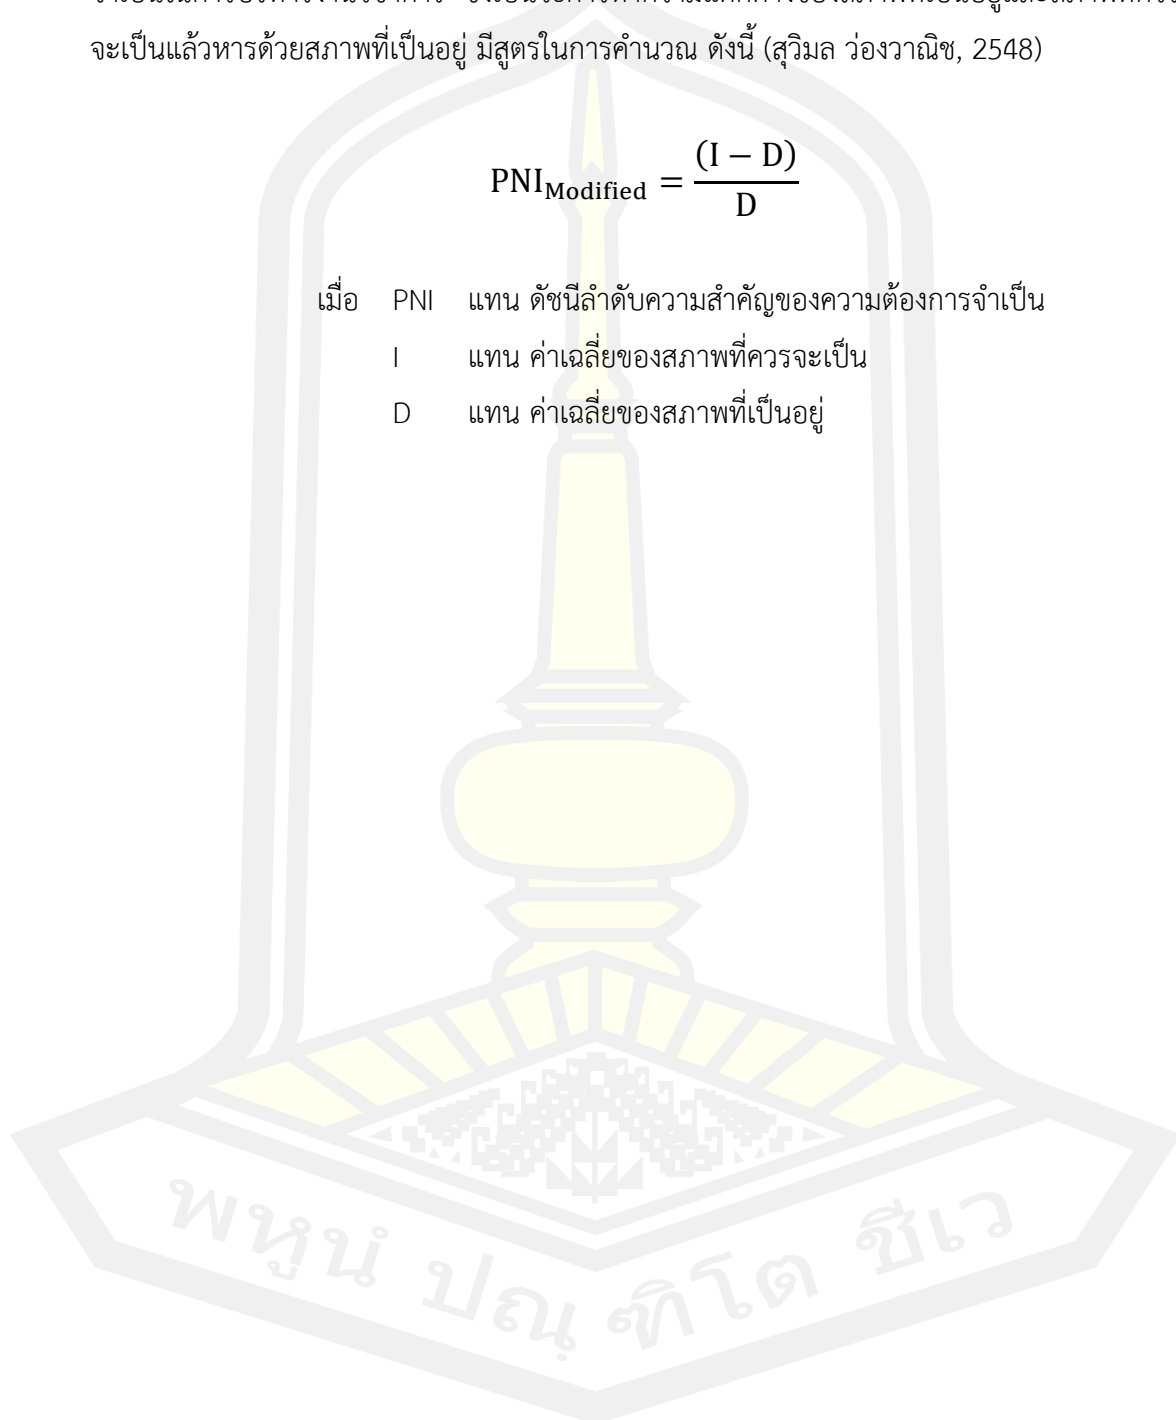 จะเป็นแล้วหารด้วยสภาพที่เป็นอยู่ มีสูตรในการคำนวณ ดังนี้ (สุวิมล ว่องวาณิช, 2548)
PNI_Modified = (I − D) / D
เมื่อ PNI แทน ดัชนีลำดับความสำคัญของความต้องการจำเป็น
I แทน ค่าเฉลี่ยของสภาพที่ควรจะเป็น
D แทน ค่าเฉลี่ยของสภาพที่เป็นอยู่
พหูนํ ปณฺฑิโต ชีเว